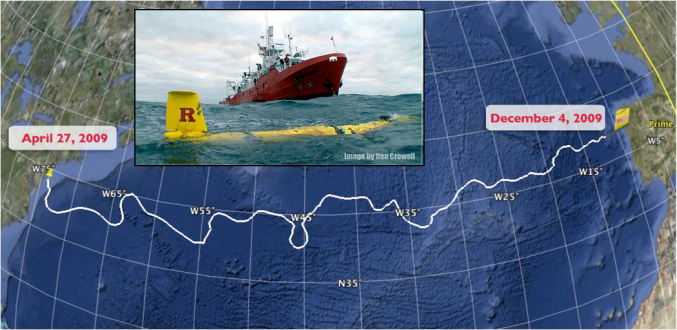 R
Image by Dan Crowell
April 27, 2009
December 4, 2009
Prime
W5°
W15°
W25°
W35°
W45°
W55°
W65°
W75°
N35°